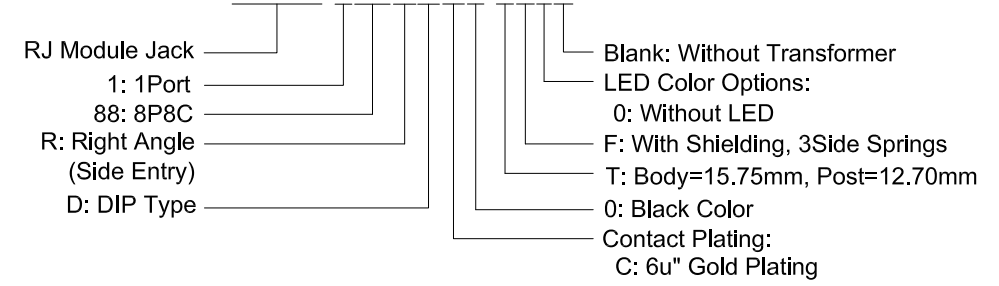 RJ Module Jack
1: 1Port
88: 8P8C
R: Right Angle
(Side Entry)
D: DIP Type
Blank: Without Transformer
LED Color Options:
0: Without LED
F: With Shielding, 3Side Springs
T: Body=15.75mm, Post=12.70mm
0: Black Color
Contact Plating:
C: 6u" Gold Plating